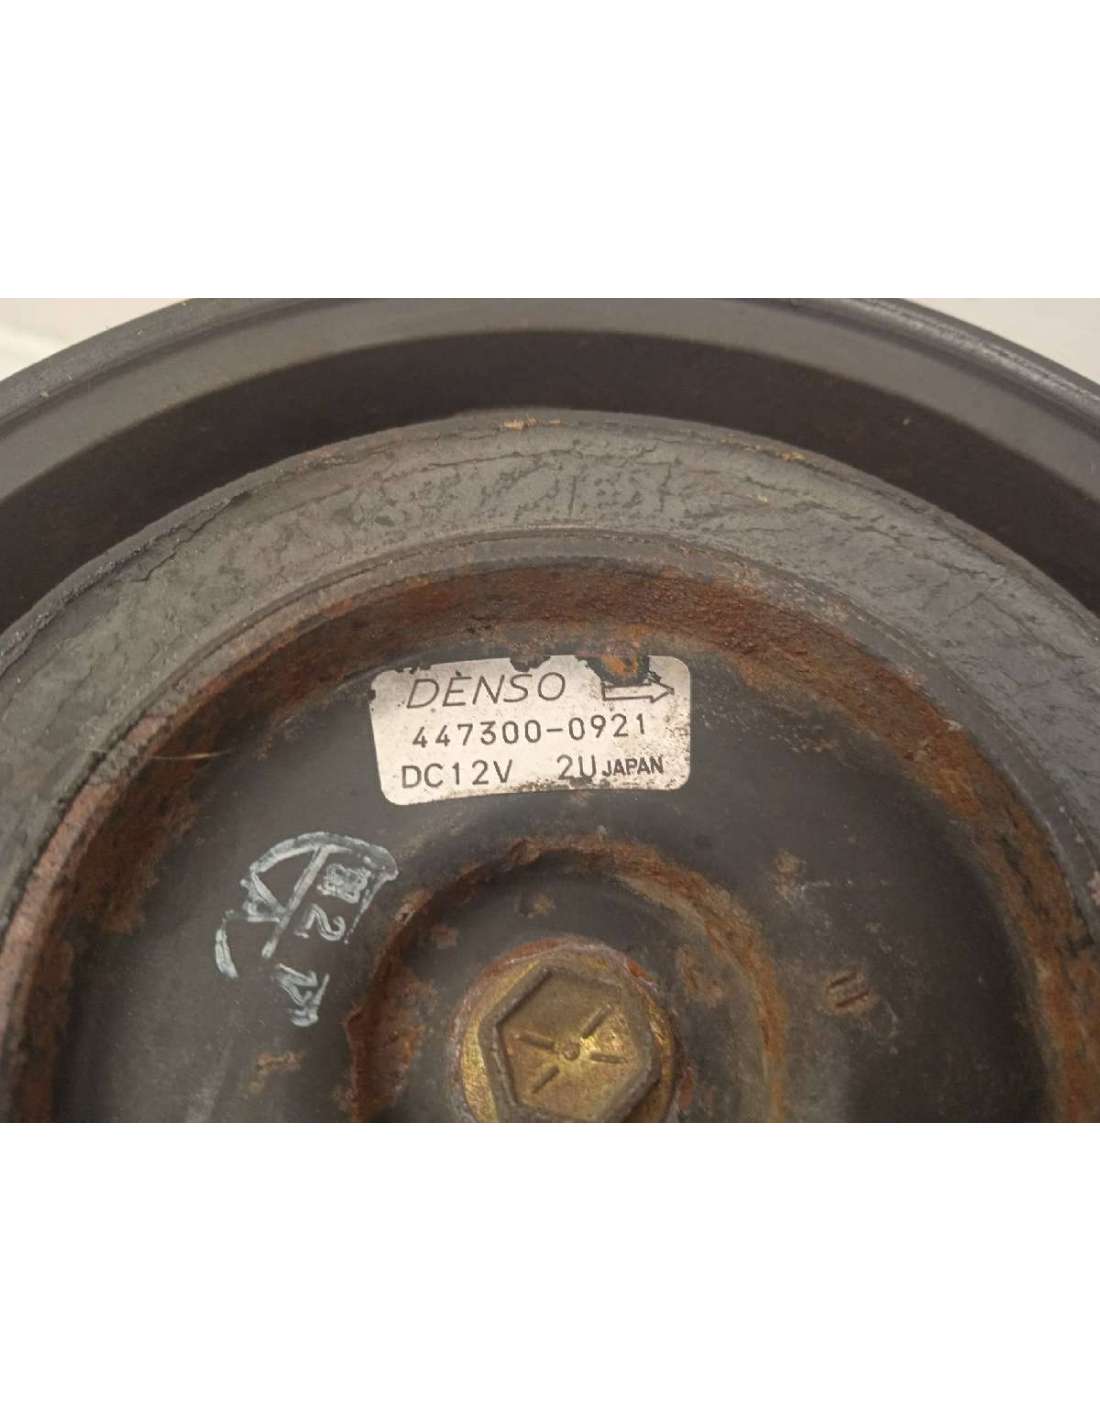 DENSO
447300-0921
DC12V 2U JAPAN